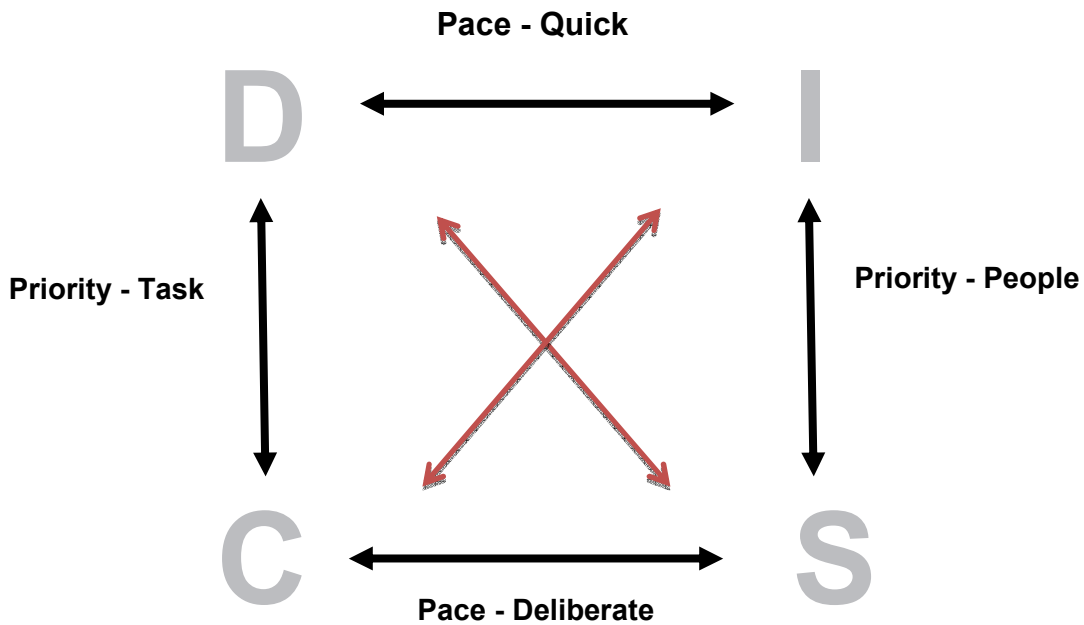 Pace - Quick
D
I
Priority - Task
Priority - People
C
S
Pace - Deliberate